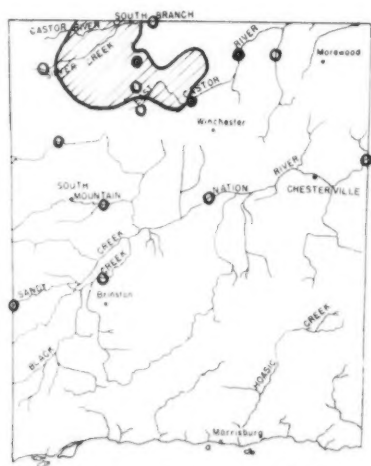 SOUTH BRANCH
CASTOR RIVER
CREEK
RIVER
Morewood
CASTOR
Winchester
RIVER
SOUTH
MOUNTAIN
NATION
CHESTERVILLE
CREEK
CREEK
SANDY
Brinston
CREEK
BLACK
HOASIC
Morrisburg